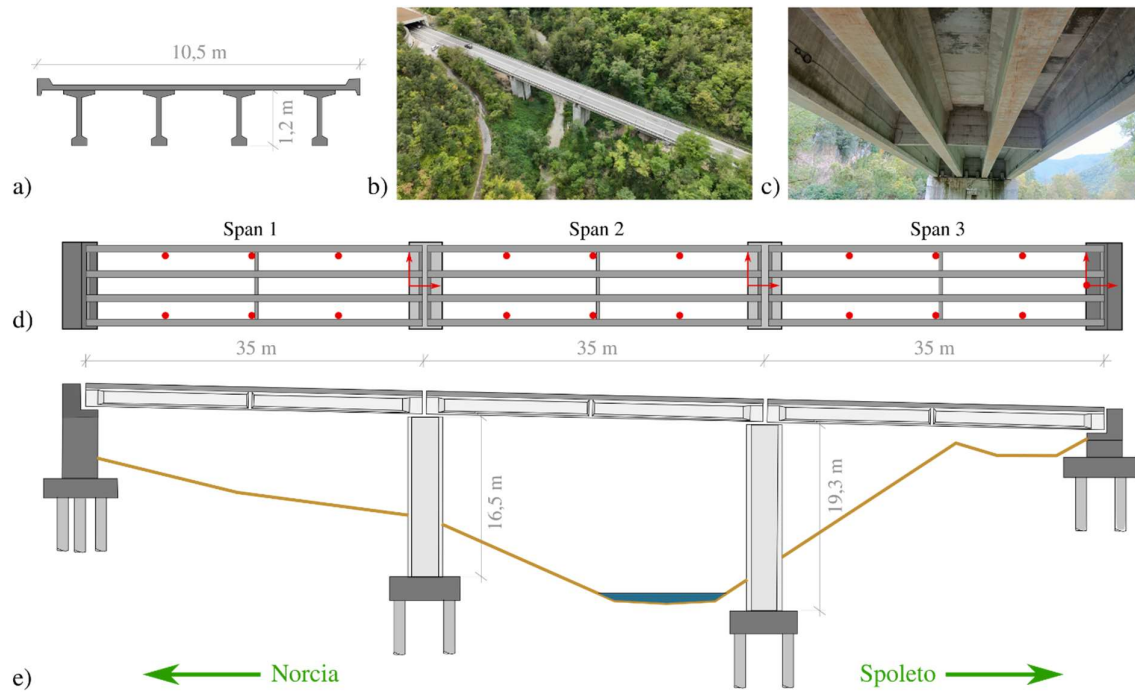 10,5 m
1,2 m
a)
b)
c)
Span 1
Span 2
Span 3
d)
35 m
35 m
35 m
16,5 m
19,3 m
Norcia
Spoleto
e)